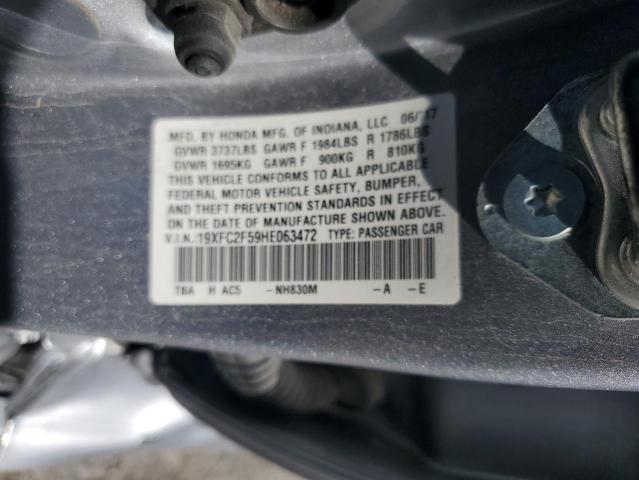 MFD. BY HONDA MFG. OF INDIANA, LLC 06/17
GVWR 3737LBS GAWR F 1984LBS R 1786LBS
GVWR 1695KG GAWR F 900KG R 810KG
THIS VEHICLE CONFORMS TO ALL APPLICABLE
FEDERAL MOTOR VEHICLE SAFETY, BUMPER,
AND THEFT PREVENTION STANDARDS IN EFFECT
ON THE DATE OF MANUFACTURE SHOWN ABOVE.
V.I.N.:19XFC2F59HE063472 TYPE: PASSENGER CAR
TBA H AC5 -NH830M -A -E